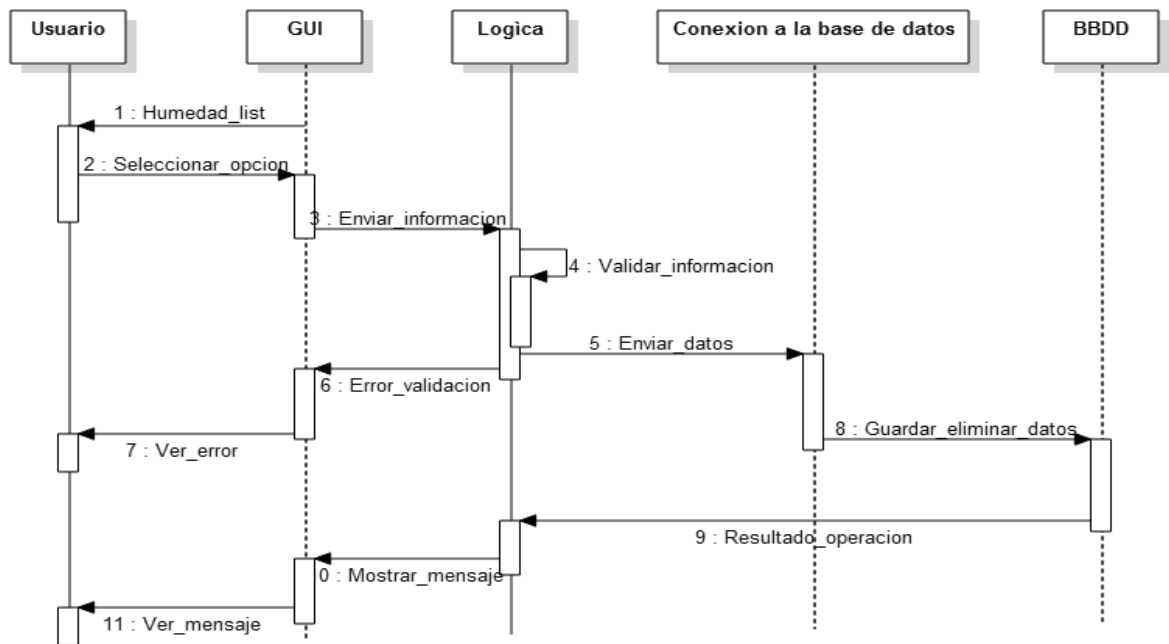 Usuario
GUI
Logìca
Conexion a la base de datos
BBDD
1 : Humedad_list
2 : Seleccionar_opcion
3 : Enviar_informacion
4 : Validar_informacion
5 : Enviar_datos
6 : Error_validacion
7 : Ver_error
8 : Guardar_eliminar_datos
9 : Resultado_operacion
0 : Mostrar_mensaje
11 : Ver_mensaje